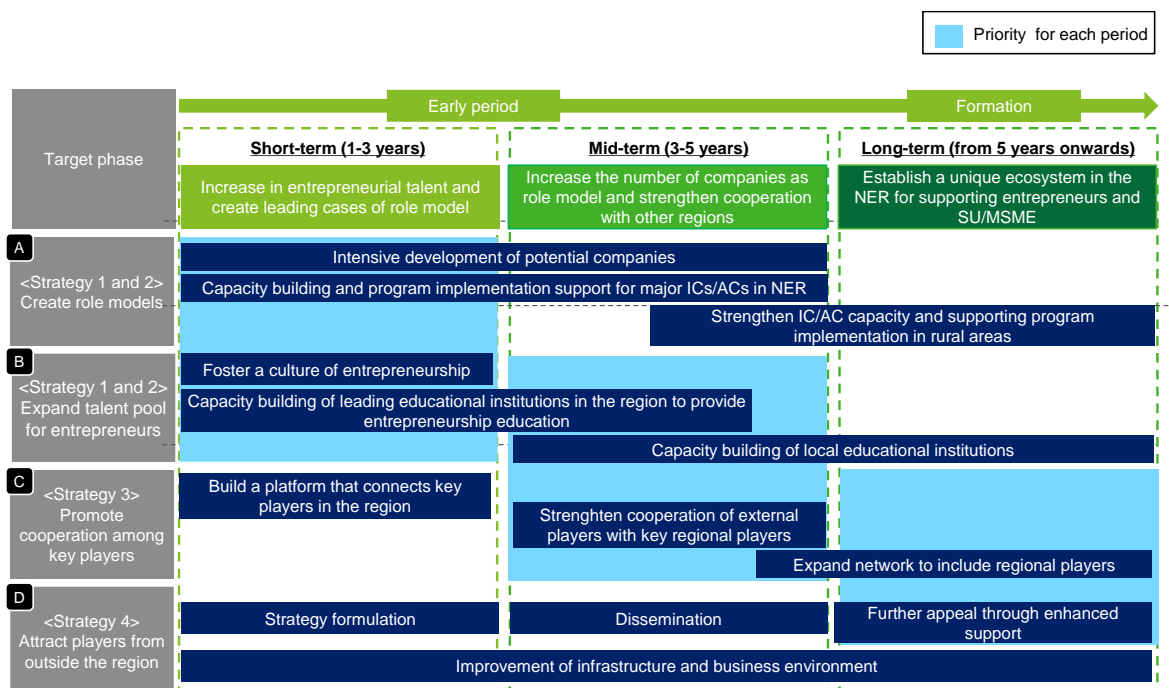 Priority for each period
Early period
Formation
Target phase
Short-term (1-3 years)
Mid-term (3-5 years)
Long-term (from 5 years onwards)
Increase in entrepreneurial talent and
create leading cases of role model
Increase the number of companies as
role model and strengthen cooperation
with other regions
Establish a unique ecosystem in the
NER for supporting entrepreneurs and
SU/MSME
A
<Strategy 1 and 2>
Create role models
Intensive development of potential companies
Capacity building and program implementation support for major ICs/ACs in NER
Strengthen IC/AC capacity and supporting program
implementation in rural areas
B
<Strategy 1 and 2>
Expand talent pool
for entrepreneurs
Foster a culture of entrepreneurship
Capacity building of leading educational institutions in the region to provide
entrepreneurship education
Capacity building of local educational institutions
C
<Strategy 3>
Promote
cooperation among
key players
Build a platform that connects key
players in the region
Strenghten cooperation of external
players with key regional players
Expand network to include regional players
D
<Strategy 4>
Attract players from
outside the region
Strategy formulation
Dissemination
Further appeal through enhanced
support
Improvement of infrastructure and business environment